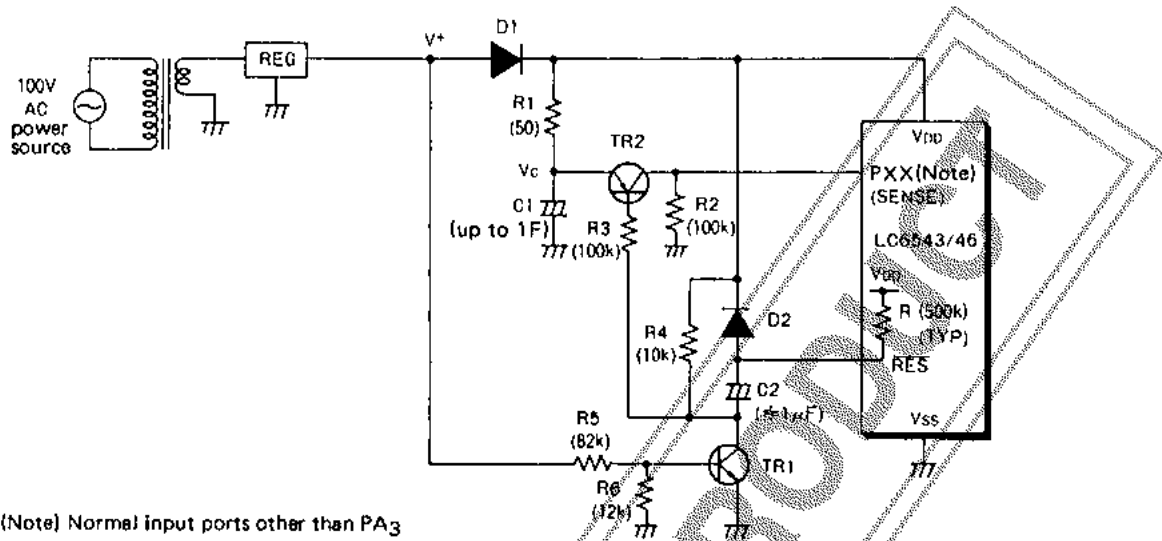 100V
AC
power
source
REG
V+
D1
R1
(50)
TR2
Vc
C1
(up to 1F)
R3
(100k)
R2
(100k)
VDD
PXX(Note)
(SENSE)
LC6543/46
VDD
R (500k)
(TYP)
RES
VSS
D2
R4
(10k)
C2
(≒1μF)
R5
(82k)
R6
(12k)
TR1
(Note) Normal input ports other than PA3